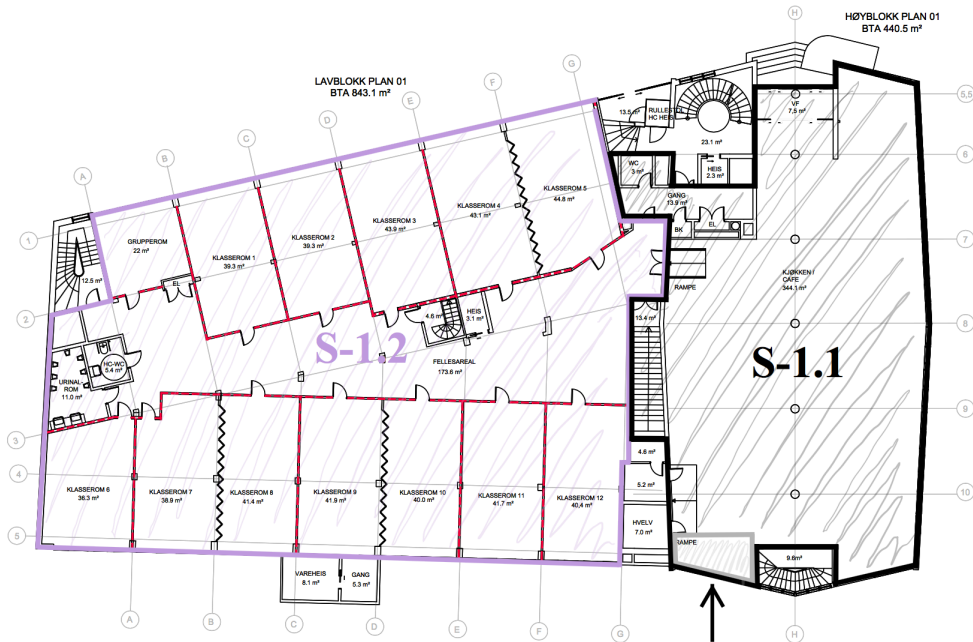 HØYBLOKK PLAN 01
BTA 440.5 m²
LAVBLOKK PLAN 01
BTA 843.1 m²
H
G
F
E
D
C
B
A
5,5
6
7
8
9
10
1
2
3
4
5
13.5 m²
RULLESTOL
HC HEIS
23.1 m²
VF
7,5 m²
WC
3 m²
HEIS
2.3 m²
GANG
13.9 m²
BK
EL
RAMPE
KJØKKEN /
CAFE
344.1 m²
KLASSEROM 5
44.8 m²
KLASSEROM 4
43.1 m²
KLASSEROM 3
43.9 m²
KLASSEROM 2
39.3 m²
KLASSEROM 1
39.3 m²
GRUPPEROM
22 m²
EL
12.5 m²
4.6 m²
HEIS
3.1 m²
13.4 m²
S-1.2
S-1.1
FELLESAREAL
173.6 m²
HC-WC
5.4 m²
URINAL-
ROM
11.0 m²
KLASSEROM 6
36.3 m²
KLASSEROM 7
38.9 m²
KLASSEROM 8
41.4 m²
KLASSEROM 9
41.9 m²
KLASSEROM 10
40.0 m²
KLASSEROM 11
41.7 m²
KLASSEROM 12
40,4 m²
4.6 m²
5.2 m²
HVELV
7.0 m²
RAMPE
9.6m²
VAREHEIS
8.1 m²
GANG
5.3 m²
A
B
C
D
E
F
G
H